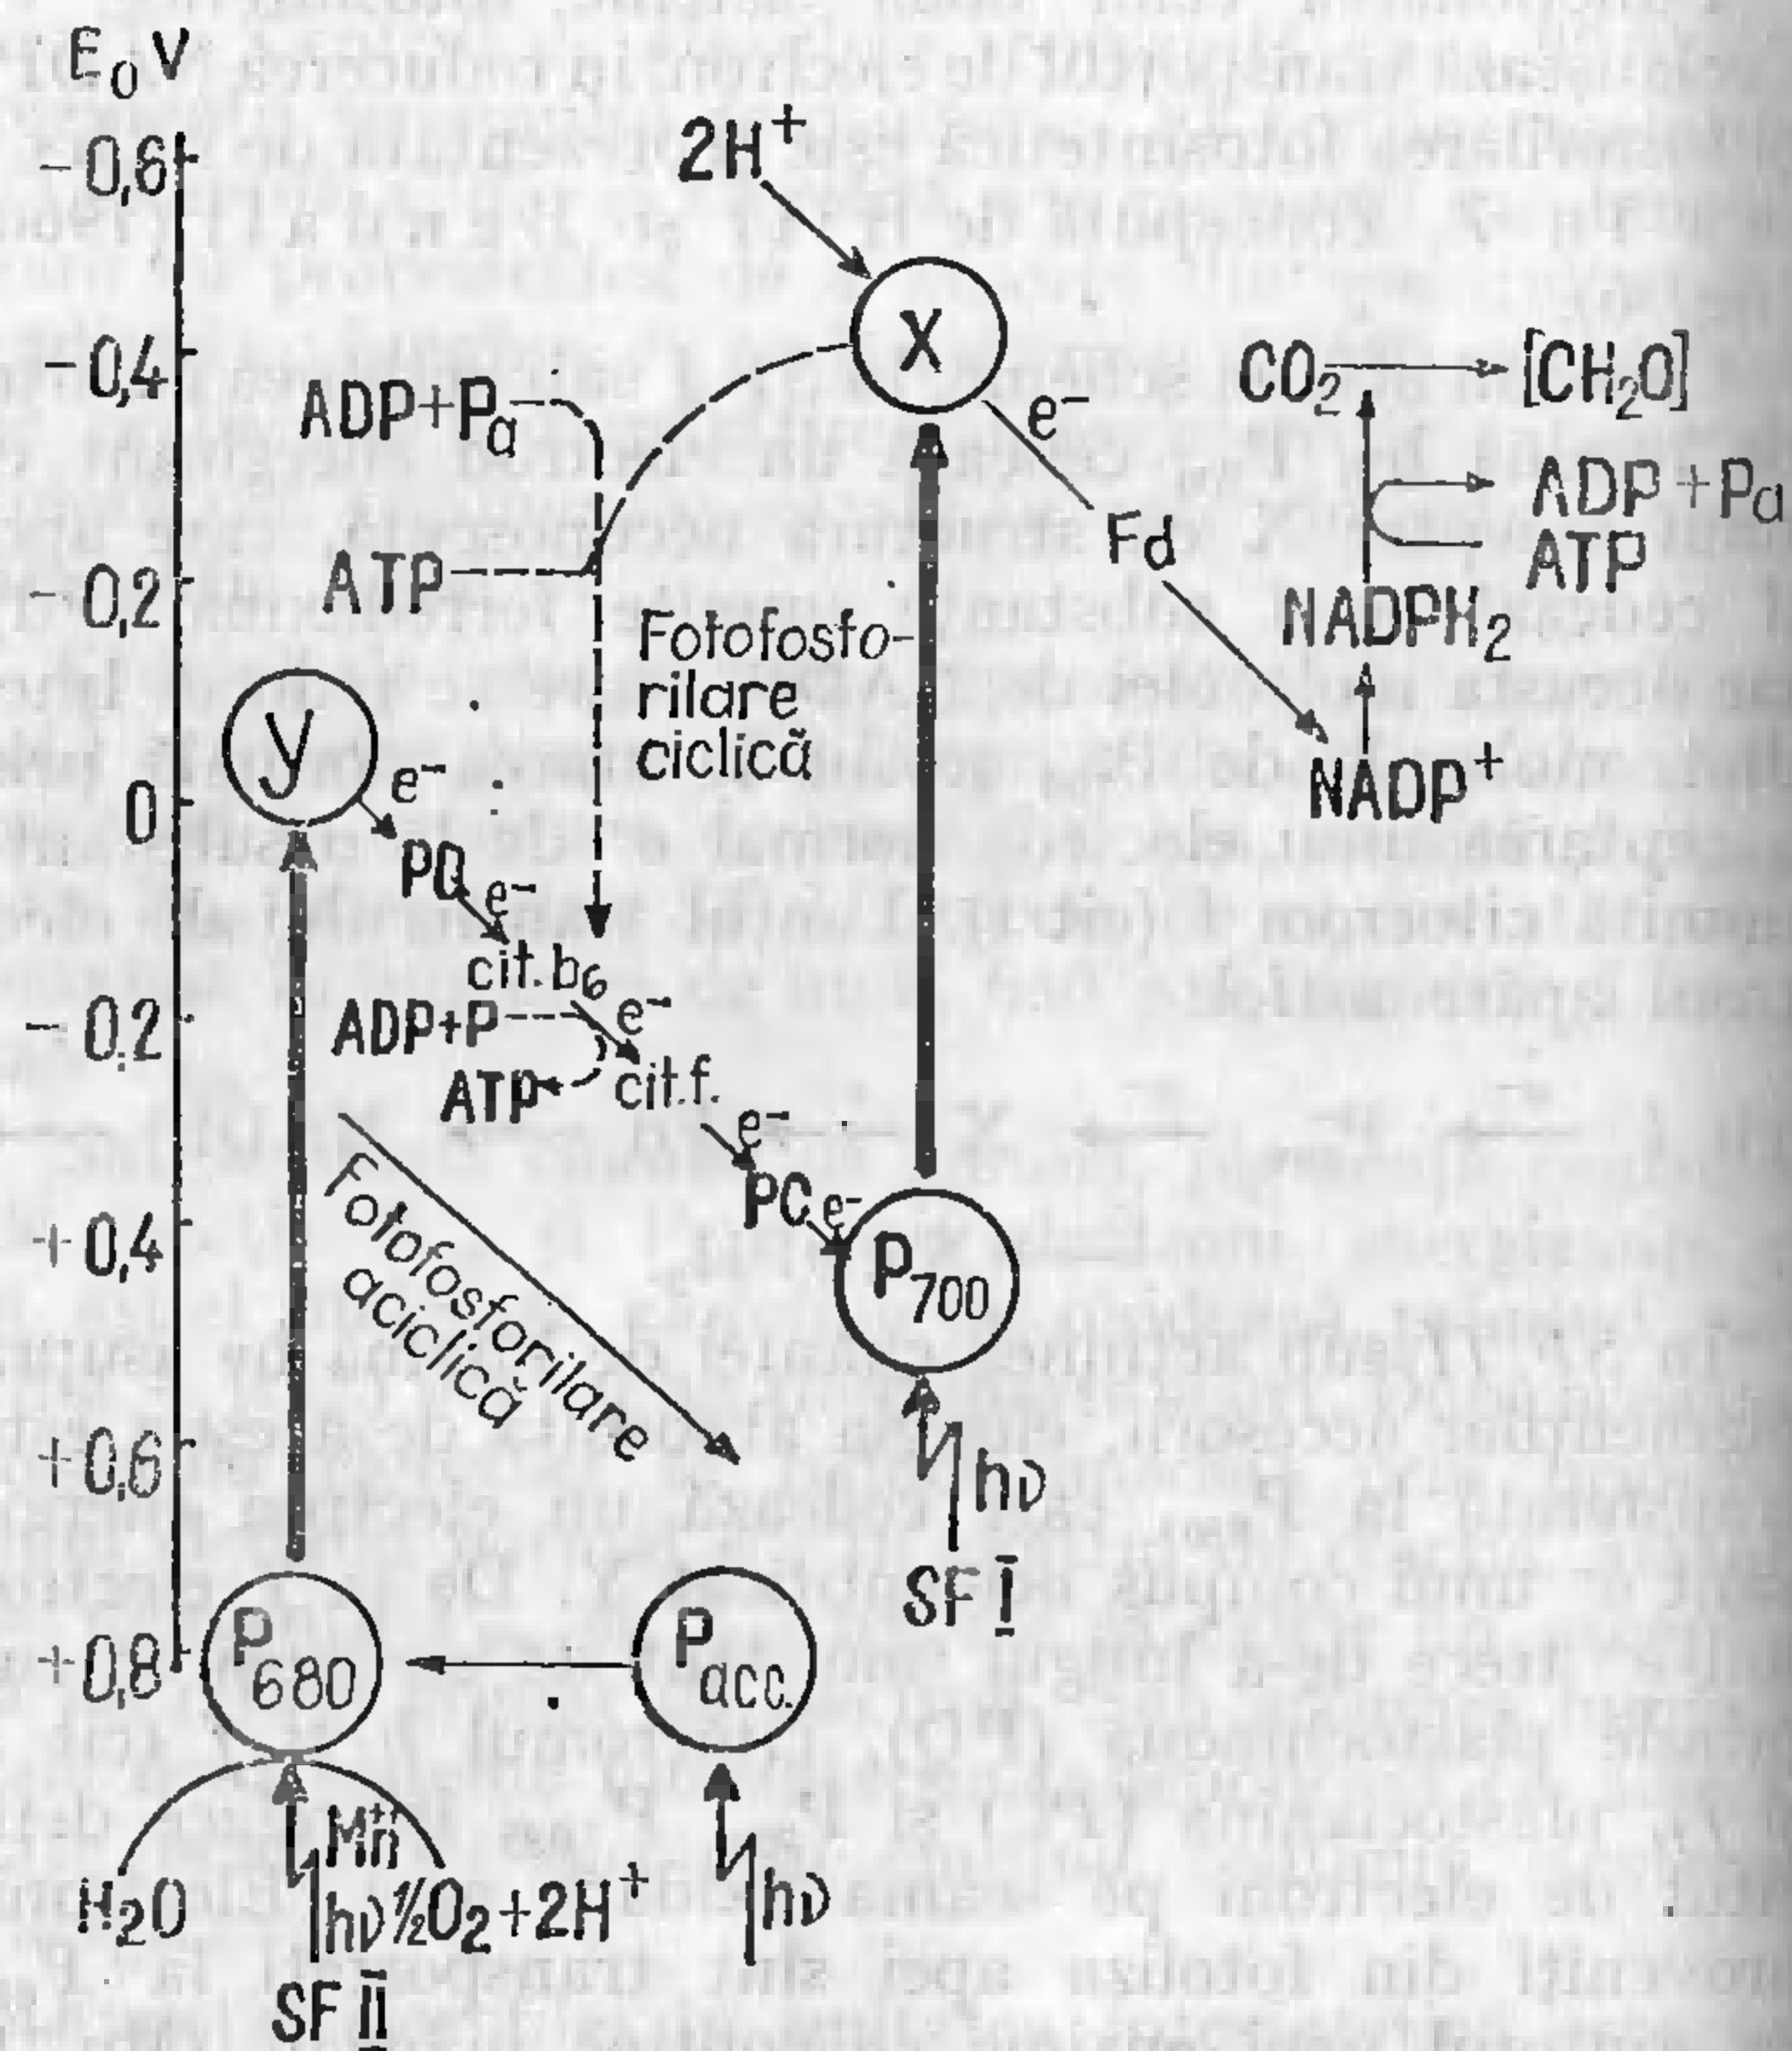 E₀ V
- 0,6
- 0,4
- 0,2
0
- 0,2
+ 0,4
+ 0,6
+ 0,8
2H⁺
X
e⁻
Fd
CO₂
[CH₂O]
ADP + Pa
ATP
NADPH₂
NADP⁺
ADP+Pa
ATP
Fotofosfo-
rilare
ciclică
y
e⁻
PQ
e⁻
cit.b₆
ADP+P
e⁻
ATP
cit.f.
e⁻
PC
e⁻
P₇₀₀
Fotofosforilare
aciclică
hν
SF I
P₆₈₀
P acc.
Mn⁺⁺
H₂O
hν
½O₂+2H⁺
hν
SF II